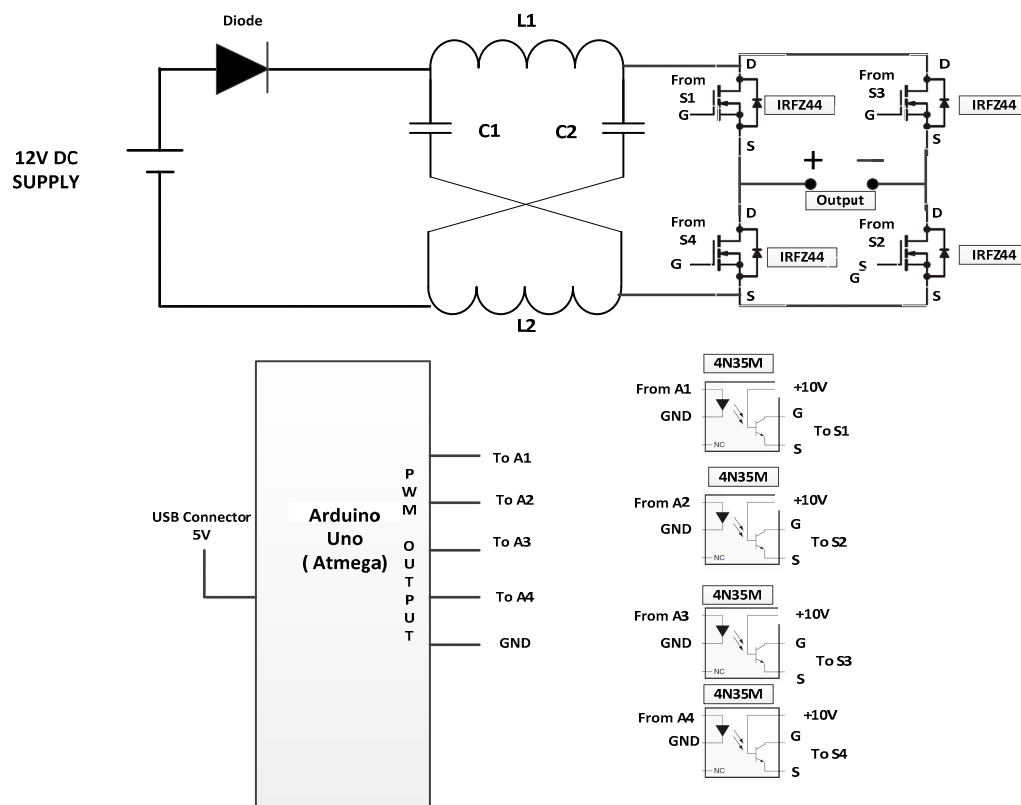 Diode
L1
12V DC
SUPPLY
C1
C2
L2
D
From
S1
G
IRFZ44
S
D
From
S3
G
IRFZ44
S
+
—
Output
D
From
S4
G
IRFZ44
S
D
From
S2
S
G
IRFZ44
S
USB Connector
5V
Arduino
Uno
( Atmega)
PWM OUTPUT
To A1
To A2
To A3
To A4
GND
4N35M
From A1
GND
NC
+10V
G
To S1
S
4N35M
From A2
GND
NC
+10V
G
To S2
S
4N35M
From A3
GND
NC
+10V
G
To S3
S
4N35M
From A4
GND
NC
+10V
G
To S4
S